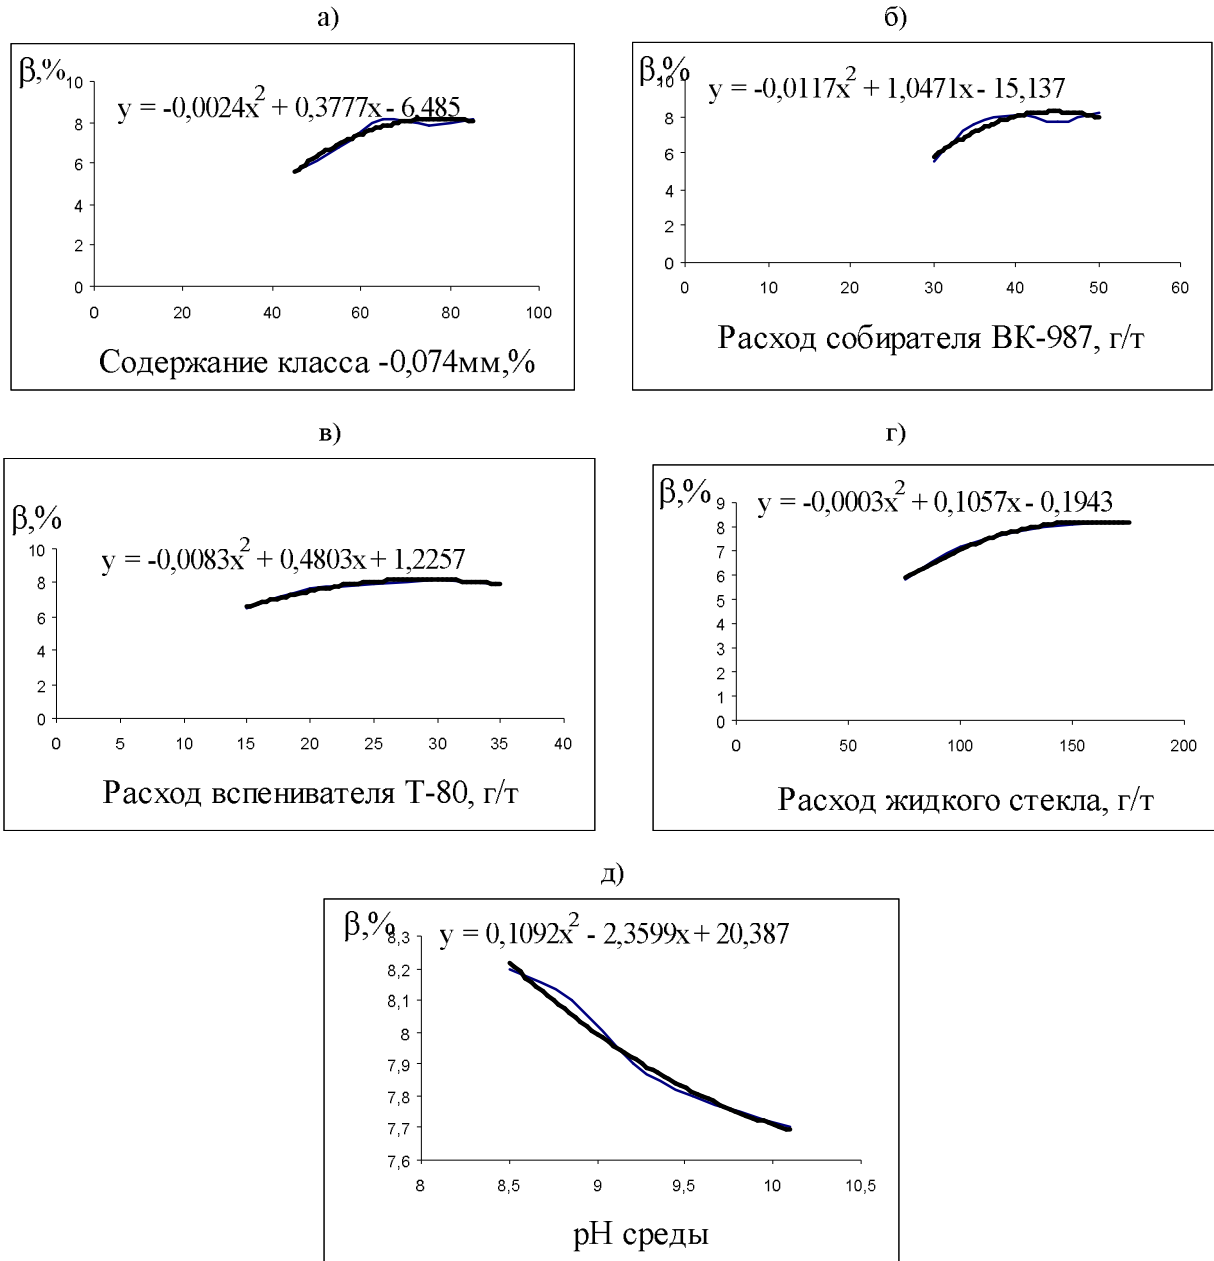 а)
β,%
y = -0,0024x² + 0,3777x - 6,485
10
8
6
4
2
0
0 20 40 60 80 100
Содержание класса -0,074мм,%
б)
β,%
y = -0,0117x² + 1,0471x - 15,137
10
8
6
4
2
0
0 10 20 30 40 50 60
Расход собирателя ВК-987, г/т
в)
β,%
y = -0,0083x² + 0,4803x + 1,2257
10
8
6
4
2
0
0 5 10 15 20 25 30 35 40
Расход вспенивателя Т-80, г/т
г)
β,%
y = -0,0003x² + 0,1057x - 0,1943
9
8
7
6
5
4
3
2
1
0
0 50 100 150 200
Расход жидкого стекла, г/т
д)
β,%
y = 0,1092x² - 2,3599x + 20,387
8,3
8,2
8,1
8
7,9
7,8
7,7
7,6
8 8,5 9 9,5 10 10,5
pH среды